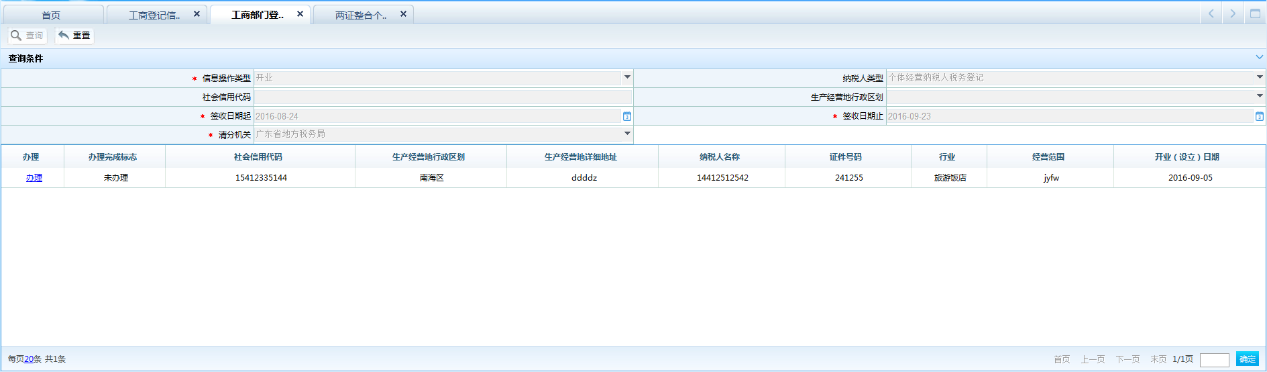 首页 工商登记信.. 工商部门登.. 两证整合个..
查询 重置
查询条件
* 信息操作类型 开业 纳税人类型 个体经营纳税人税务登记
社会信用代码 生产经营地行政区划
* 签收日期起 2016-08-24 * 签收日期止 2016-09-23
* 清分机关 广东省地方税务局
办理 办理完成标志 社会信用代码 生产经营地行政区划 生产经营地详细地址 纳税人名称 证件号码 行业 经营范围 开业（设立）日期
办理 未办理 15412335144 南海区 ddddz 14412512542 241255 旅游饭店 jyfw 2016-09-05
每页20条 共1条 首页 上一页 下一页 末页 1/1页 确定